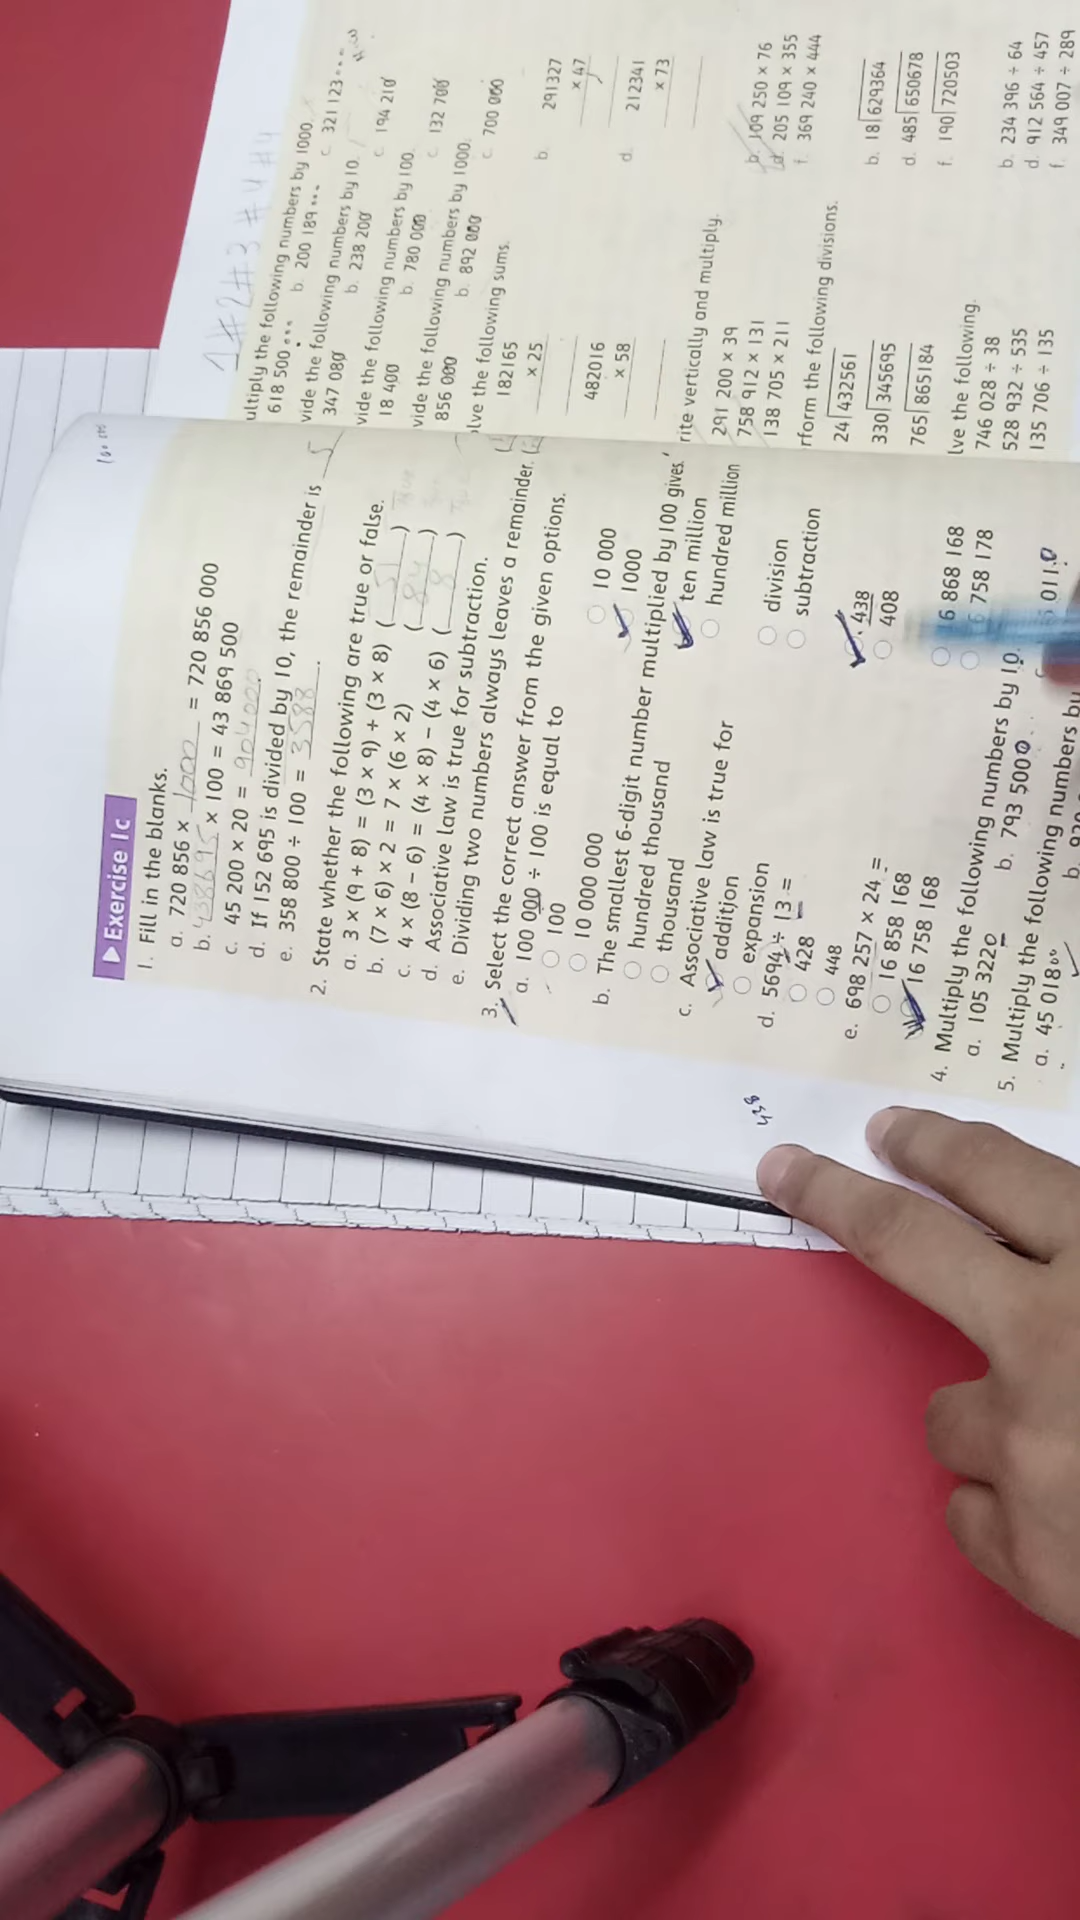 Exercise 1c
1. Fill in the blanks.
a. 720 856 × 1000 = 720 856 000
b. 438695 × 100 = 43 869 500
c. 45 200 × 20 = 904000.
d. If 152 695 is divided by 10, the remainder is 5
e. 358 800 ÷ 100 = 3588.
2. State whether the following are true or false.
a. 3 × (9 + 8) = (3 × 9) + (3 × 8) (51)
b. (7 × 6) × 2 = 7 × (6 × 2) (84)
c. 4 × (8 − 6) = (4 × 8) − (4 × 6) (8)
d. Associative law is true for subtraction.
e. Dividing two numbers always leaves a remainder.
3. Select the correct answer from the given options.
a. 100 000 ÷ 100 is equal to
100 10 000
10 000 000 1000
b. The smallest 6-digit number multiplied by 100 gives
hundred thousand ten million
thousand hundred million
c. Associative law is true for
addition division
expansion subtraction
d. 5694 ÷ 13 =
428 438
448 408
438
e. 698 257 × 24 =
16 858 168 6 868 168
16 758 168 6 758 178
4. Multiply the following numbers by 10.
a. 105 3220 b. 793 5000 011.0
5. Multiply the following numbers by
a. 45 018 b.
1#2#3#4#4
ultiply the following numbers by 1000.
618 500 b. 200 189 c. 321 123
vide the following numbers by 10.
347 080 b. 238 200 c. 194 210
vide the following numbers by 100.
18 400 b. 780 000 c. 132 700
vide the following numbers by 1000.
856 000 b. 892 000 c. 700 000
lve the following sums.
182165 b. 291327
× 25 × 47
482016 d. 212341
× 58 × 73
rite vertically and multiply.
291 200 × 39 b. 109 250 × 76
758 912 × 131 d. 205 109 × 355
138 705 × 211 f. 369 240 × 444
rform the following divisions.
24 432561 b. 18 629364
330 345695 d. 485 650678
765 865184 f. 190 720503
lve the following.
746 028 ÷ 38 b. 234 396 ÷ 64
528 932 ÷ 535 d. 912 564 ÷ 457
135 706 ÷ 135 f. 349 007 ÷ 289